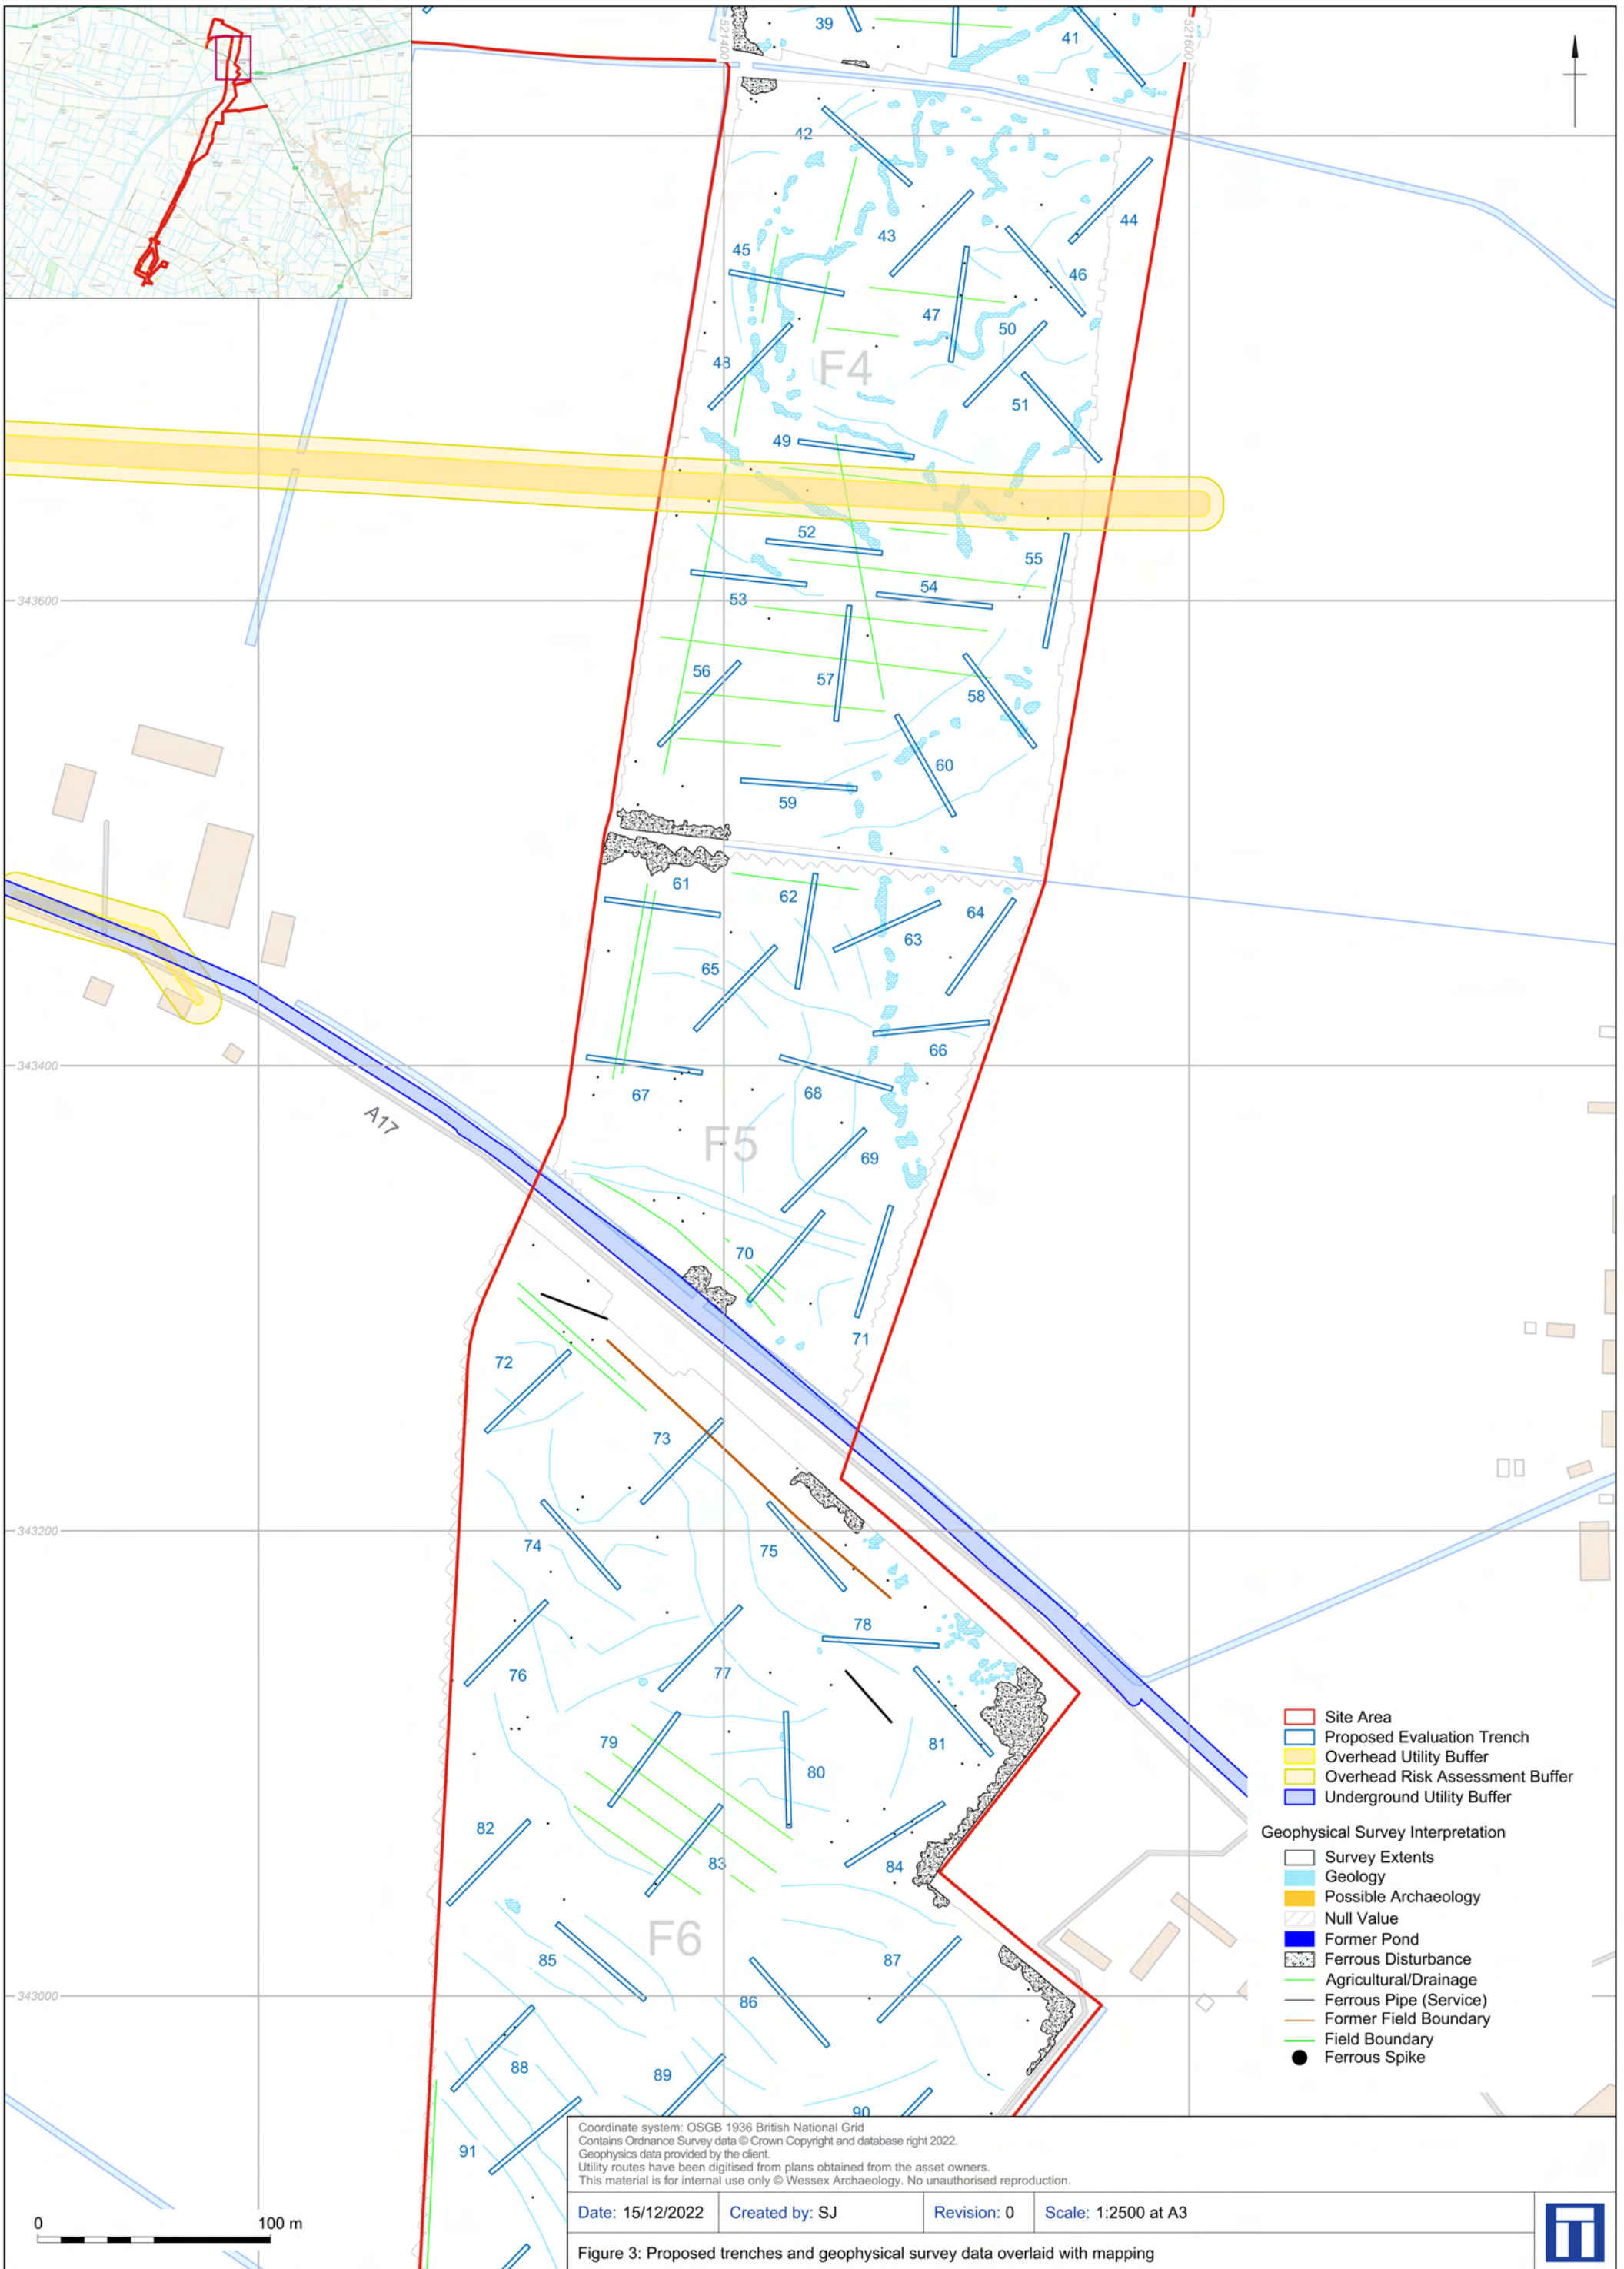 39
41
521400
521600
42
44
43
45
46
47
50
48
F4
51
49
52
55
54
53
343600
56
57
58
60
59
61
62
64
63
65
66
343400
67
68
A17
F5
69
70
71
72
73
343200
74
75
78
76
77
79
81
80
82
83
84
F6
85
87
343000
86
88
89
90
91
Site Area
Proposed Evaluation Trench
Overhead Utility Buffer
Overhead Risk Assessment Buffer
Underground Utility Buffer
Geophysical Survey Interpretation
Survey Extents
Geology
Possible Archaeology
Null Value
Former Pond
Ferrous Disturbance
Agricultural/Drainage
Ferrous Pipe (Service)
Former Field Boundary
Field Boundary
Ferrous Spike
Coordinate system: OSGB 1936 British National Grid
Contains Ordnance Survey data © Crown Copyright and database right 2022.
Geophysics data provided by the client.
Utility routes have been digitised from plans obtained from the asset owners.
This material is for internal use only © Wessex Archaeology. No unauthorised reproduction.
0 100 m
Date: 15/12/2022 Created by: SJ Revision: 0 Scale: 1:2500 at A3
Figure 3: Proposed trenches and geophysical survey data overlaid with mapping